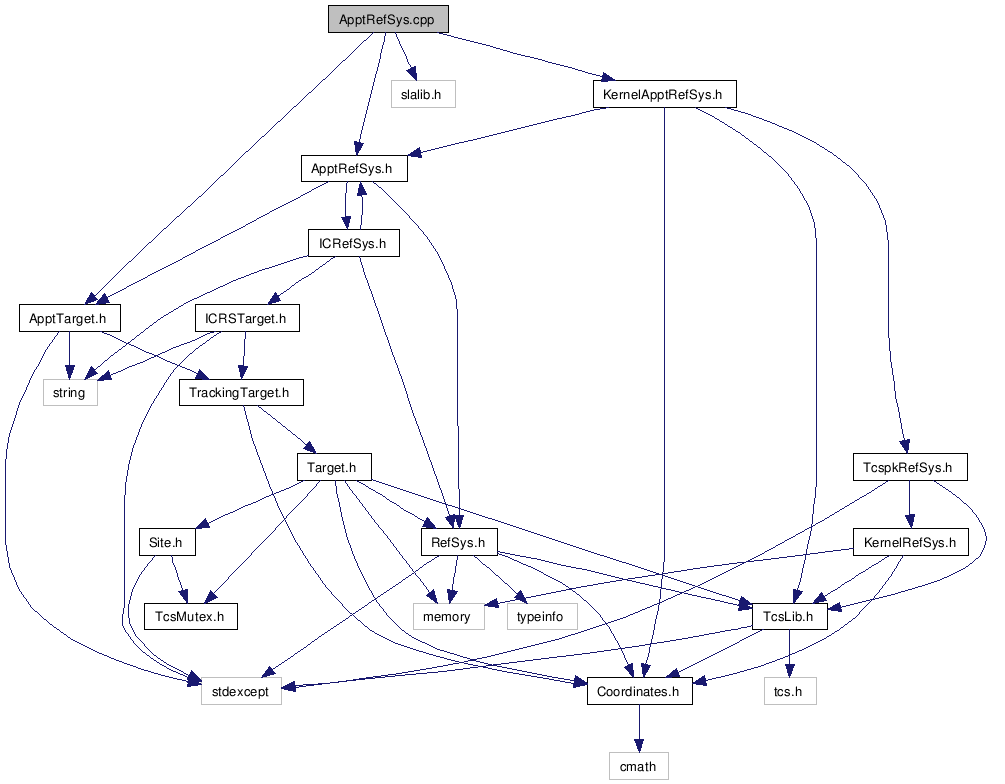 ApptRefSys.cpp
slalib.h
KernelApptRefSys.h
ApptRefSys.h
ICRefSys.h
ApptTarget.h
ICRSTarget.h
string
TrackingTarget.h
Target.h
TcspkRefSys.h
Site.h
RefSys.h
KernelRefSys.h
TcsMutex.h
memory
typeinfo
TcsLib.h
stdexcept
Coordinates.h
tcs.h
cmath